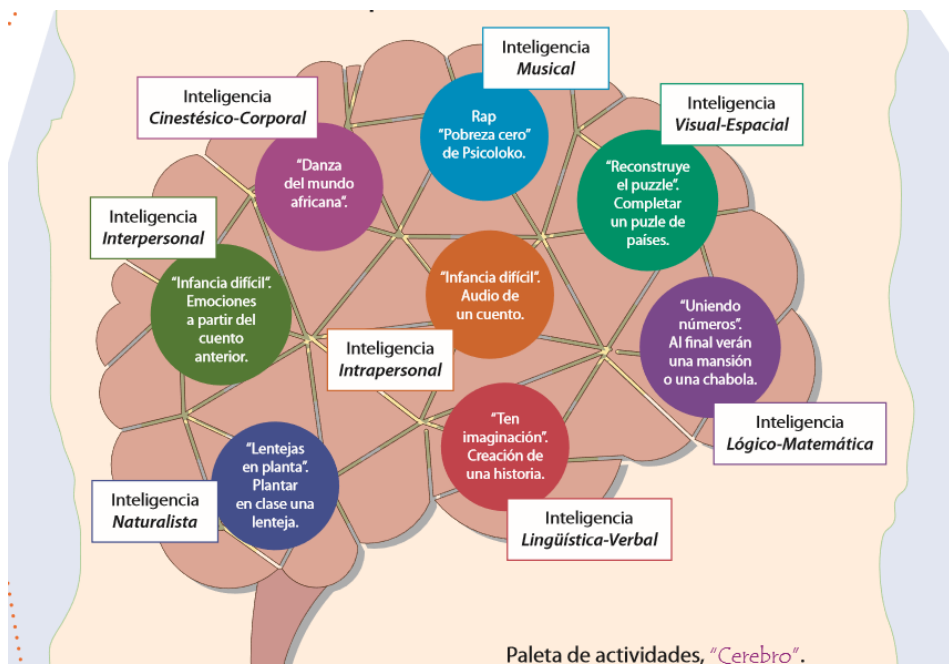 Inteligencia
Musical
Rap
"Pobreza cero"
de Psicoloko.
Inteligencia
Cinestésico-Corporal
"Danza
del mundo
africana".
Inteligencia
Visual-Espacial
"Reconstruye
el puzzle".
Completar
un puzle de
países.
Inteligencia
Interpersonal
"Infancia difícil".
Emociones
a partir del
cuento
anterior.
"Infancia difícil".
Audio de
un cuento.
Inteligencia
Intrapersonal
"Uniendo
números".
Al final verán
una mansión
o una chabola.
Inteligencia
Lógico-Matemática
"Ten
imaginación".
Creación de
una historia.
Inteligencia
Lingüística-Verbal
"Lentejas
en planta".
Plantar
en clase una
lenteja.
Inteligencia
Naturalista
Paleta de actividades, "Cerebro".